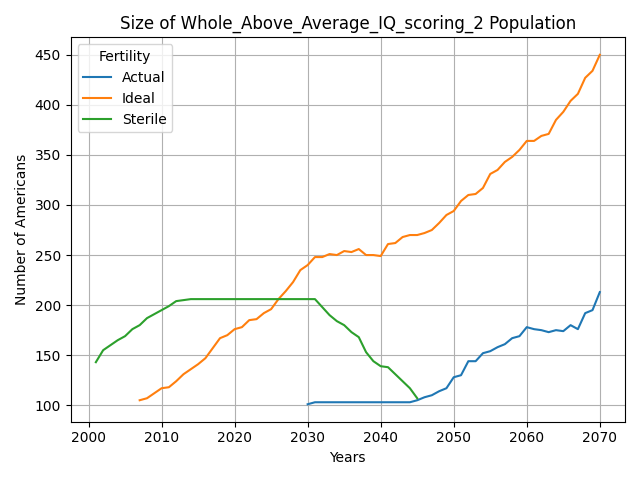 Size of Whole_Above_Average_IQ_scoring_2 Population
Fertility
Actual
Ideal
Sterile
Number of Americans
450
400
350
300
250
200
150
100
2000 2010 2020 2030 2040 2050 2060 2070
Years